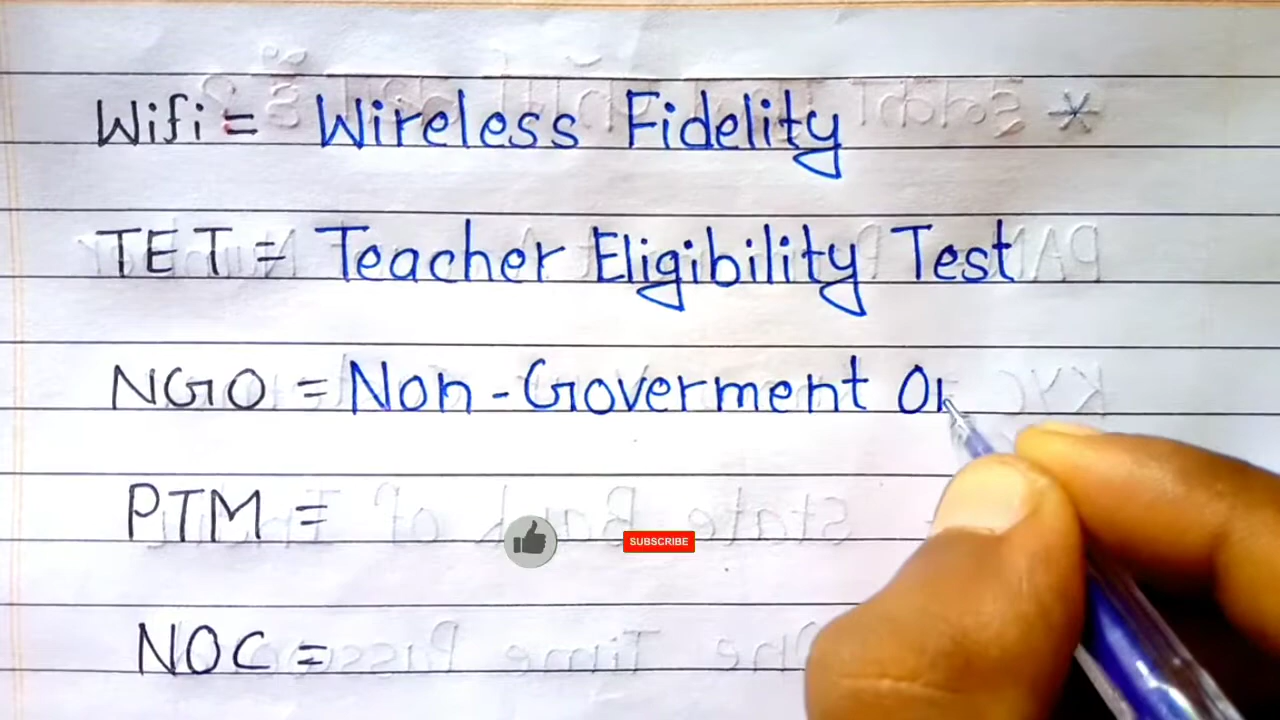 Wifi = Wireless Fidelity
TET = Teacher Eligibility Test
NGO = Non-Goverment Or
PTM =
SUBSCRIBE
NOC =